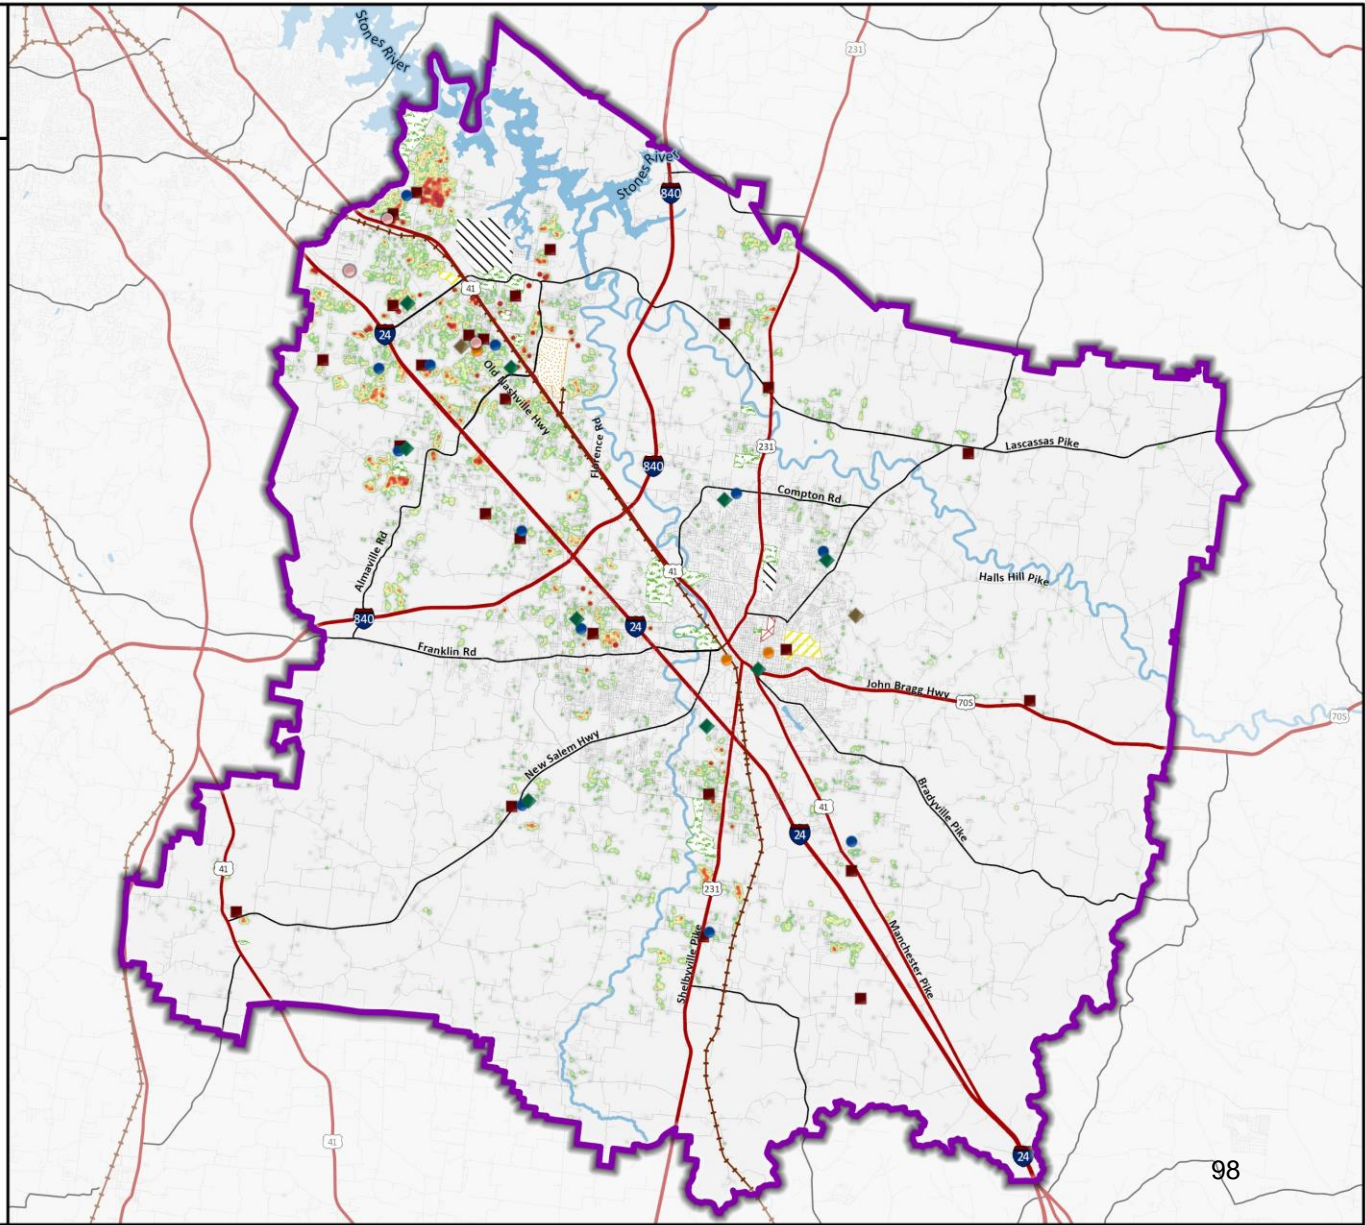 Stones River
231
Stones River
840
41
24
Old Nashville Hwy
Florence Rd
231
Lascassas Pike
840
Compton Rd
Almaville Rd
41
Halls Hill Pike
840
24
Franklin Rd
John Bragg Hwy
70S
70S
New Salem Hwy
41
Bradyville Pike
24
41
231
Shelbyville Pike
Manchester Pike
41
24
98